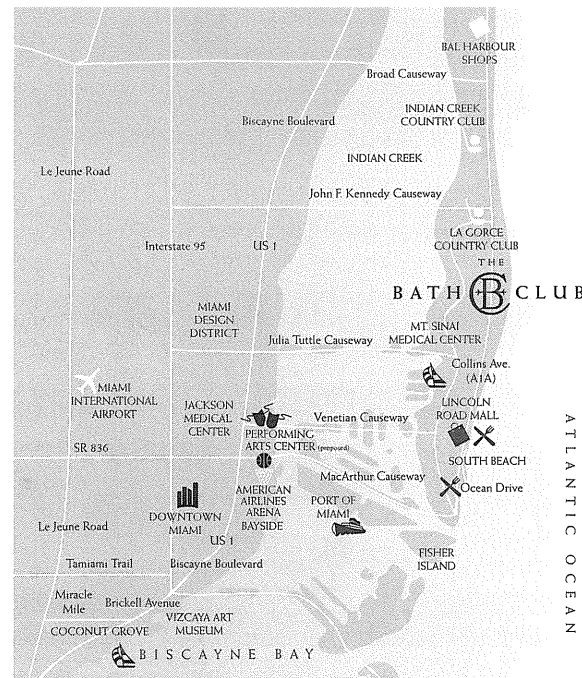 BAL HARBOUR
SHOPS
Broad Causeway
INDIAN CREEK
COUNTRY CLUB
Biscayne Boulevard
INDIAN CREEK
Le Jeune Road
John F. Kennedy Causeway
LA GORCE
COUNTRY CLUB
Interstate 95
US 1
THE
BATH CB CLUB
MIAMI
DESIGN
DISTRICT
MT. SINAI
MEDICAL CENTER
Julia Tuttle Causeway
Collins Ave.
(A1A)
MIAMI
INTERNATIONAL
AIRPORT
JACKSON
MEDICAL
CENTER
Venetian Causeway
LINCOLN
ROAD MALL
PERFORMING
ARTS CENTER (proposed)
SR 836
SOUTH BEACH
MacArthur Causeway
Ocean Drive
AMERICAN
AIRLINES
ARENA
BAYSIDE
PORT OF
MIAMI
DOWNTOWN
MIAMI
Le Jeune Road
US 1
FISHER
ISLAND
Tamiami Trail
Biscayne Boulevard
Miracle
Mile
Brickell Avenue
VIZCAYA ART
MUSEUM
COCONUT GROVE
BISCAYNE BAY
ATLANTIC OCEAN